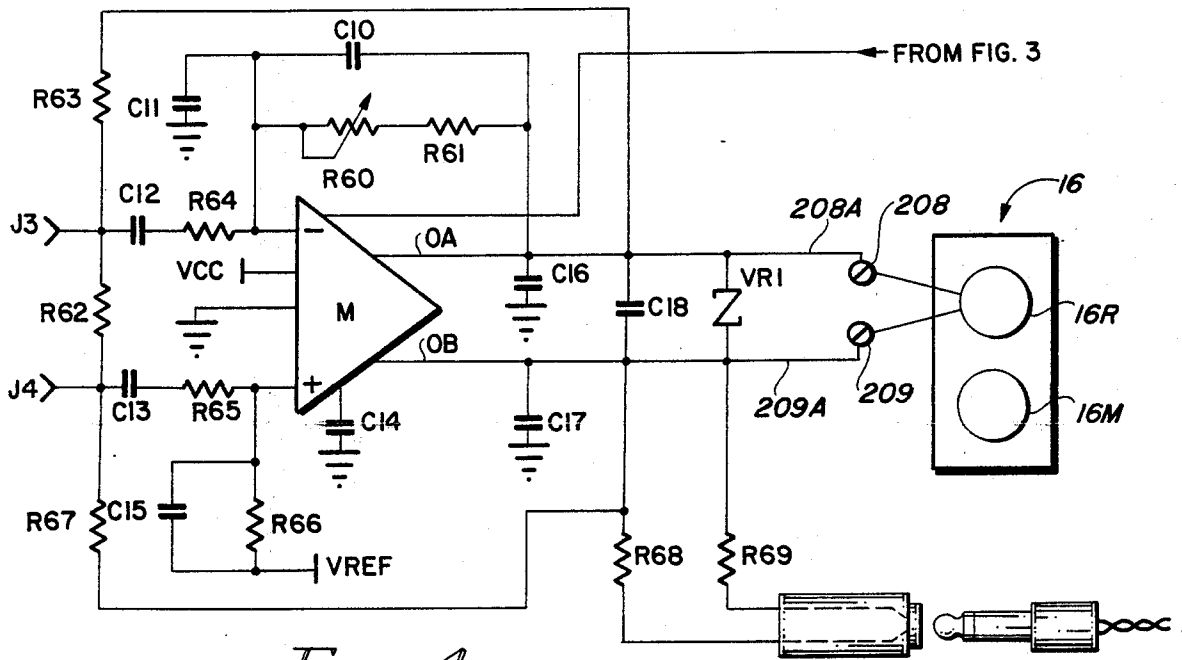 C10
FROM FIG. 3
R63
C11
R61
R60
C12
R64
16
J3
208A
208
OA
VCC
C16
VR1
R62
M
C18
16R
OB
J4
209
C13
R65
209A
16M
C14
C17
C15
R67
R66
R68
R69
VREF